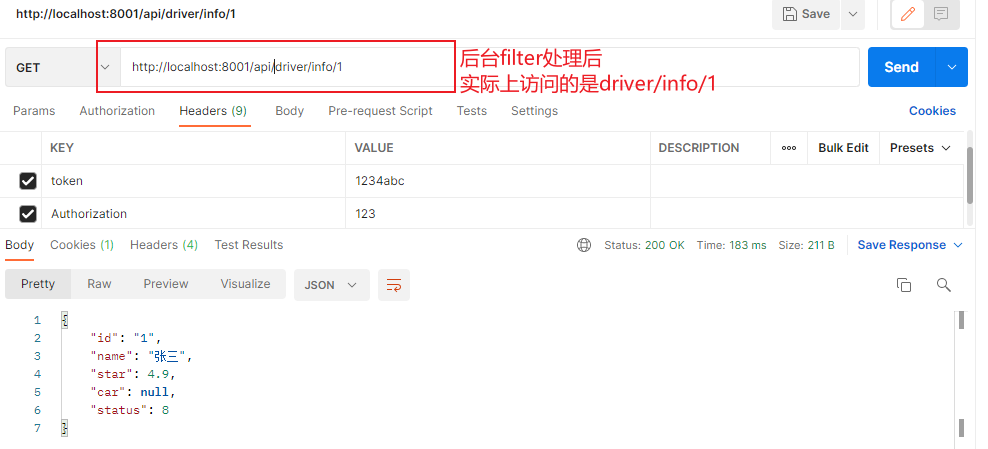 http://localhost:8001/api/driver/info/1
Save
GET
http://localhost:8001/api/driver/info/1
后台filter处理后
实际上访问的是driver/info/1
Send
Params Authorization Headers (9) Body Pre-request Script Tests Settings Cookies
KEY VALUE DESCRIPTION ••• Bulk Edit Presets
token 1234abc
Authorization 123
Body Cookies (1) Headers (4) Test Results Status: 200 OK Time: 183 ms Size: 211 B Save Response
Pretty Raw Preview Visualize JSON
1 {
2 "id": "1",
3 "name": "张三",
4 "star": 4.9,
5 "car": null,
6 "status": 8
7 }